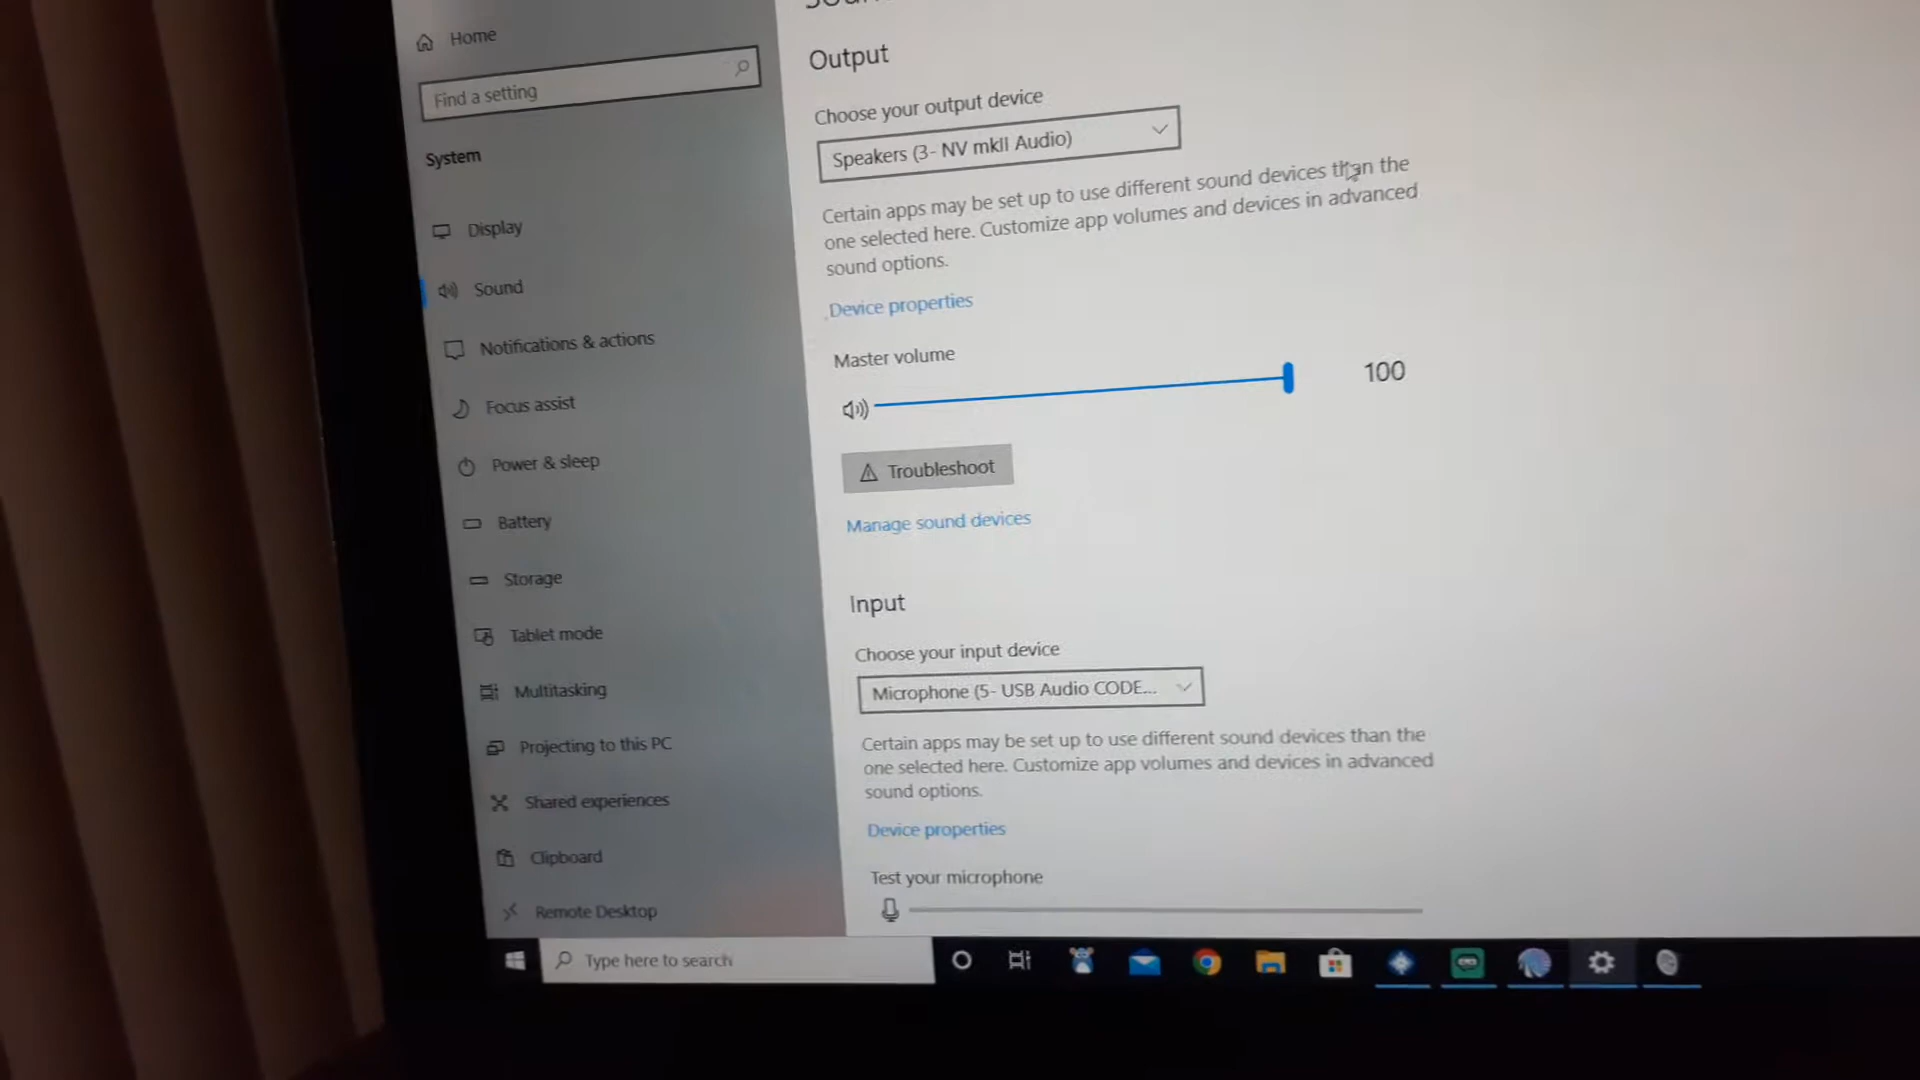 Home
Find a setting
System
Display
Sound
Notifications & actions
Focus assist
Power & sleep
Battery
Storage
Tablet mode
Multitasking
Projecting to this PC
Shared experiences
Clipboard
Remote Desktop
Output
Choose your output device
Speakers (3- NV mkII Audio)
Certain apps may be set up to use different sound devices than the
one selected here. Customize app volumes and devices in advanced
sound options.
Device properties
Master volume
100
Troubleshoot
Manage sound devices
Input
Choose your input device
Microphone (5- USB Audio CODE...
Certain apps may be set up to use different sound devices than the
one selected here. Customize app volumes and devices in advanced
sound options.
Device properties
Test your microphone
Type here to search